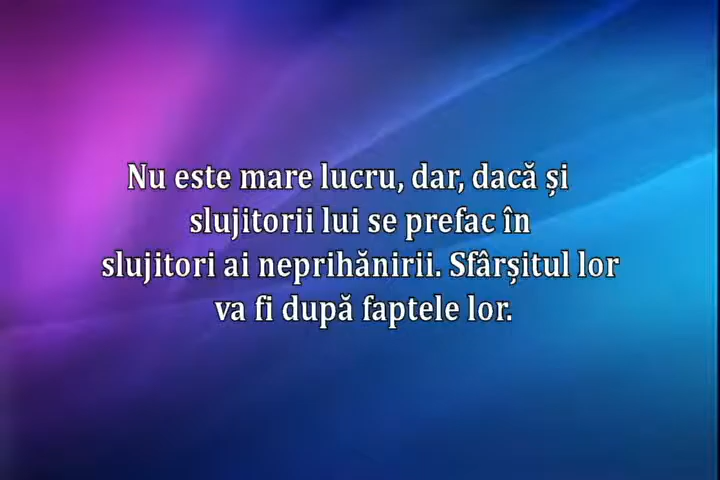 Nu este mare lucru, dar, dacă și
slujitorii lui se prefac în
slujitori ai neprihănirii. Sfârșitul lor
va fi după faptele lor.